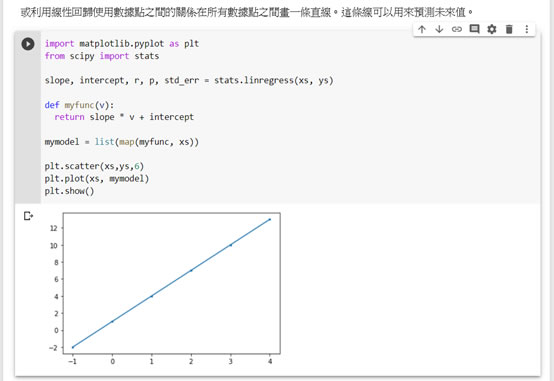 或利用線性回歸使用數據點之間的關係在所有數據點之間畫一條直線。這條線可以用來預測未來值。
import matplotlib.pyplot as plt
from scipy import stats
slope, intercept, r, p, std_err = stats.linregress(xs, ys)
def myfunc(v):
  return slope * v + intercept
mymodel = list(map(myfunc, xs))
plt.scatter(xs,ys,6)
plt.plot(xs, mymodel)
plt.show()
12
10
8
6
4
2
0
−2
−1 0 1 2 3 4